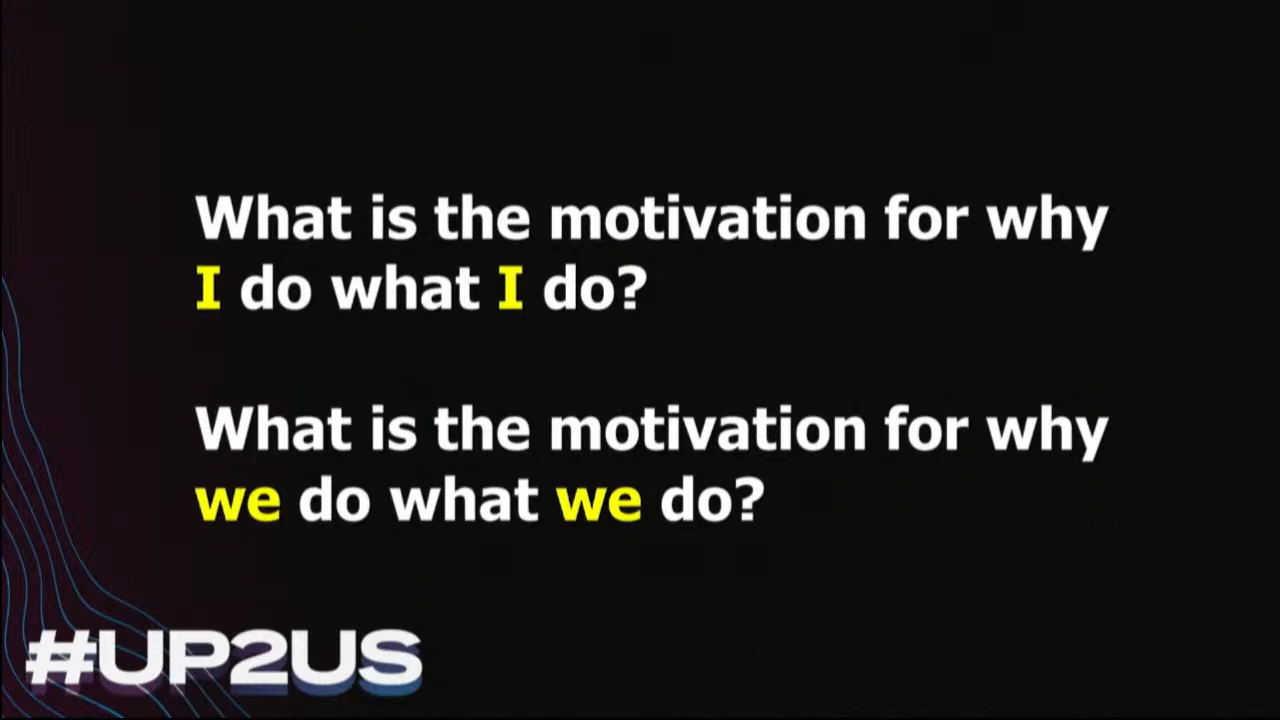 What is the motivation for why
I do what I do?
What is the motivation for why
we do what we do?
#UP2US